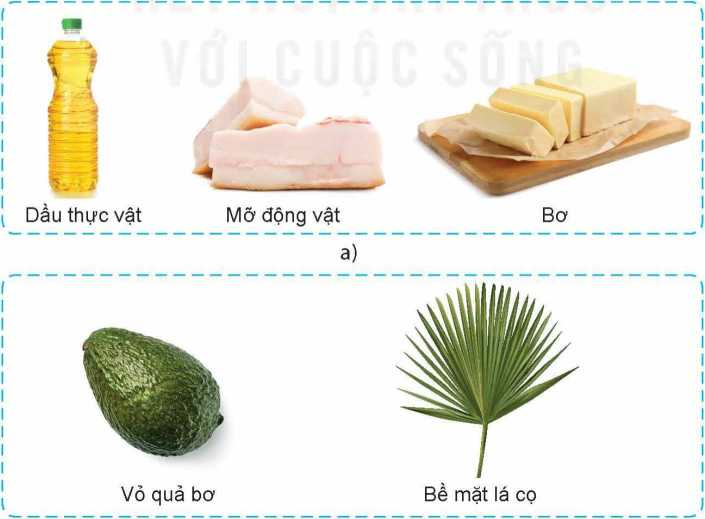 VỚI CUỘC SỐNG
Dầu thực vật
Mỡ động vật
Bơ
a)
Vỏ quả bơ
Bề mặt lá cọ